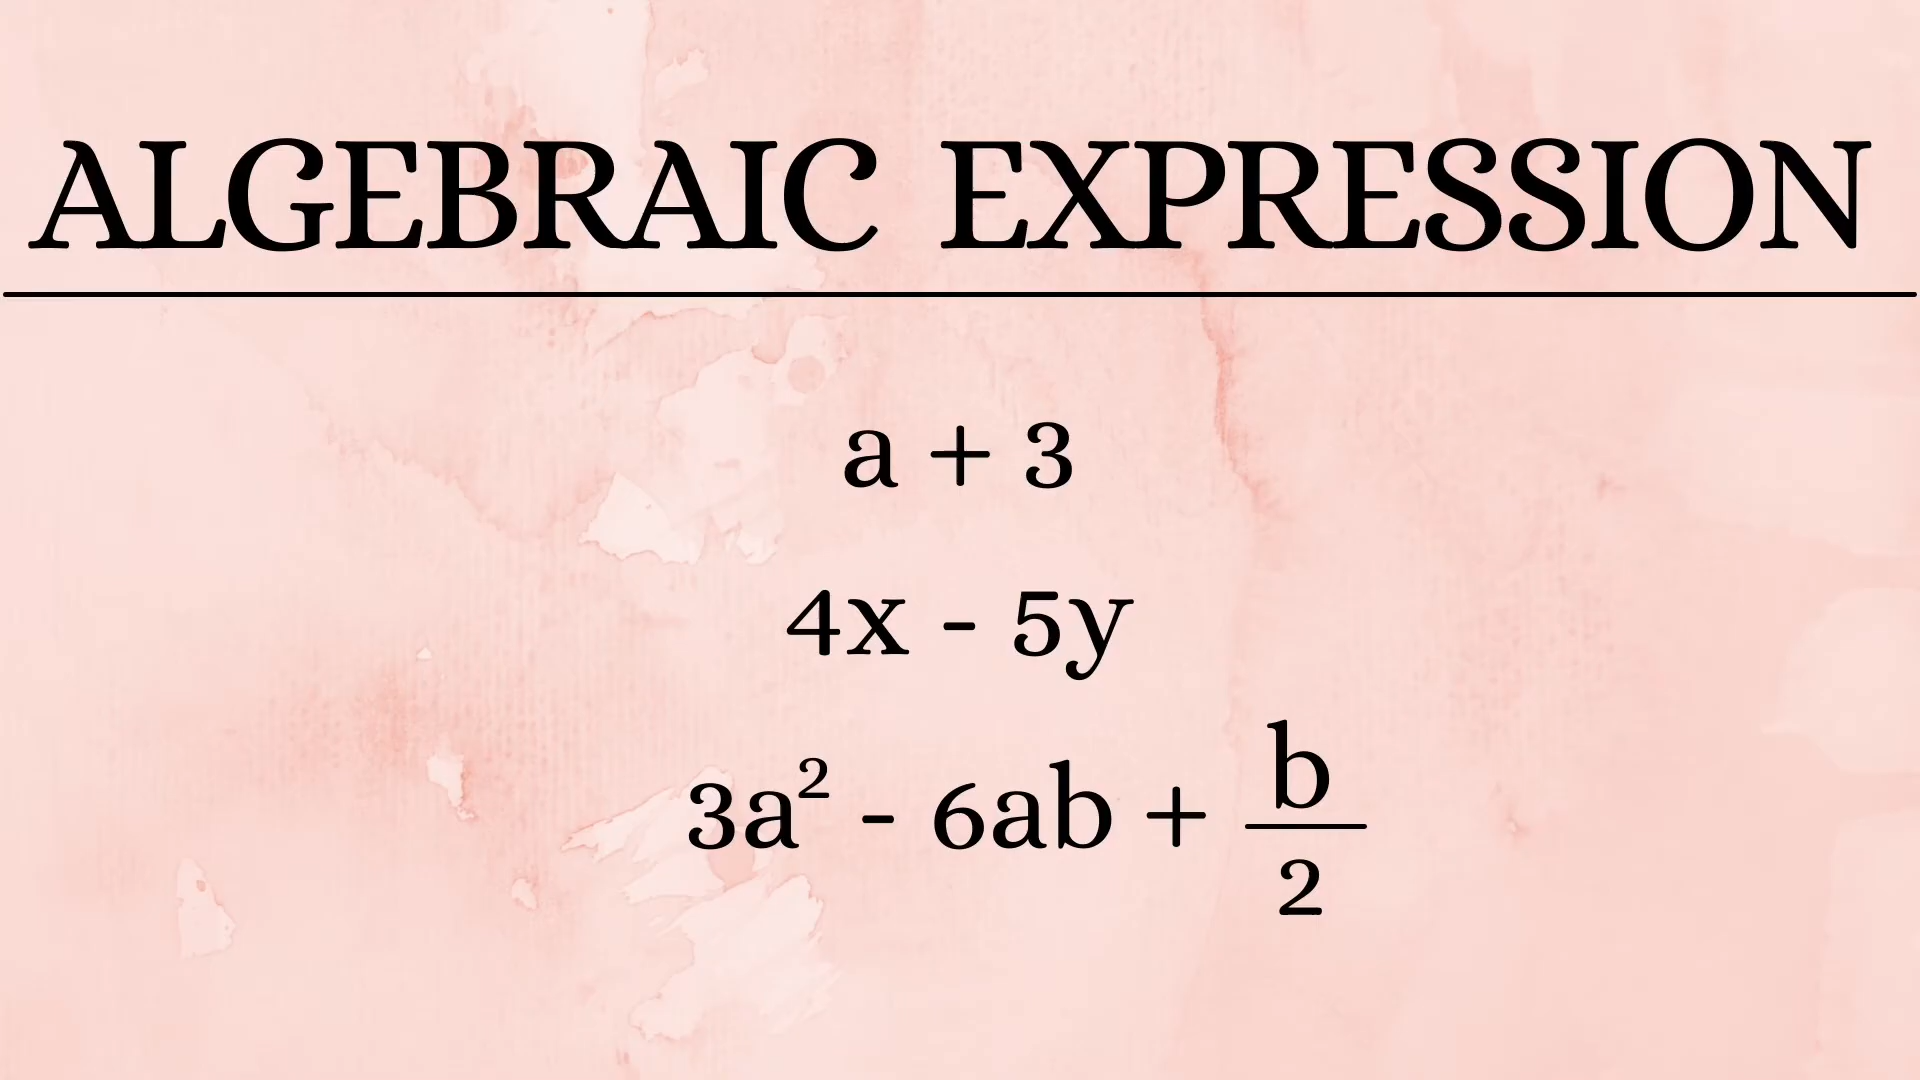 ALGEBRAIC EXPRESSION
a + 3
4x - 5y
3a² - 6ab + b/2